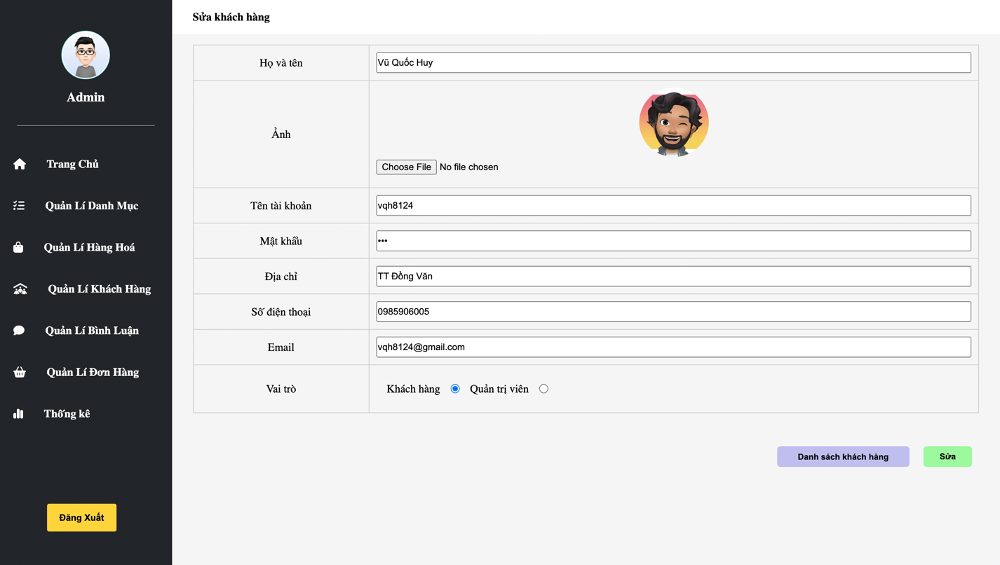 Sửa khách hàng
Admin
Trang Chủ
Quản Lí Danh Mục
Quản Lí Hàng Hoá
Quản Lí Khách Hàng
Quản Lí Bình Luận
Quản Lí Đơn Hàng
Thống kê
Đăng Xuất
Họ và tên Vũ Quốc Huy
Ảnh
Choose File No file chosen
Tên tài khoản vqh8124
Mật khẩu •••
Địa chỉ TT Đồng Văn
Số điện thoại 0985906005
Email vqh8124@gmail.com
Vai trò Khách hàng Quản trị viên
Danh sách khách hàng Sửa